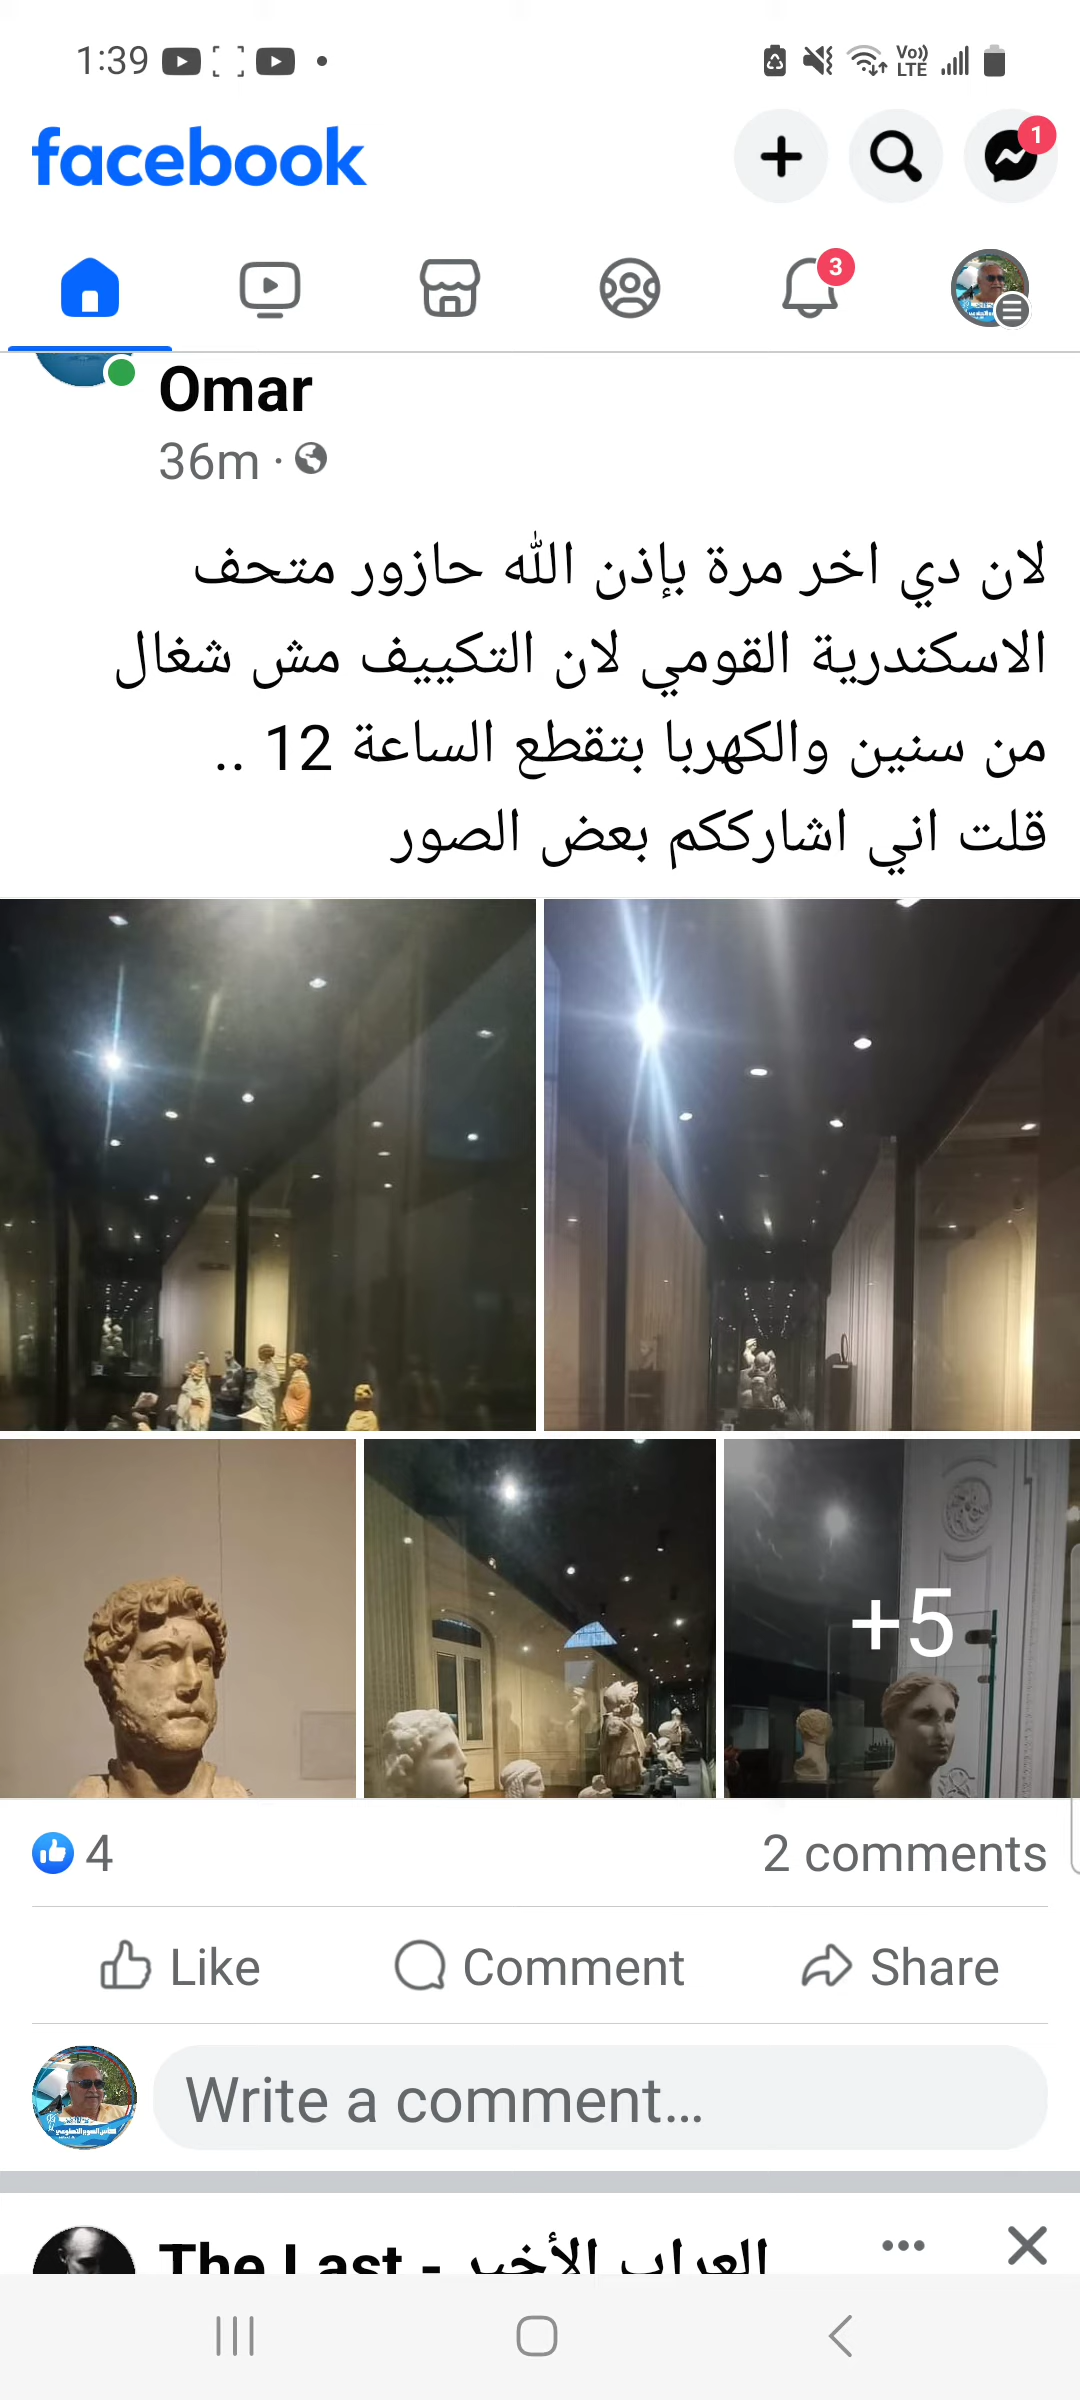 1:39
Vo)) LTE
facebook
1
3
Omar
36m ·
لان دي اخر مرة بإذن الله حازور متحف
الاسكندرية القومي لان التكييف مش شغال
من سنين والكهربا بتقطع الساعة 12 ..
قلت اني اشارككم بعض الصور
+5
4
2 comments
Like
Comment
Share
Write a comment...
The Last - العراب الأخير